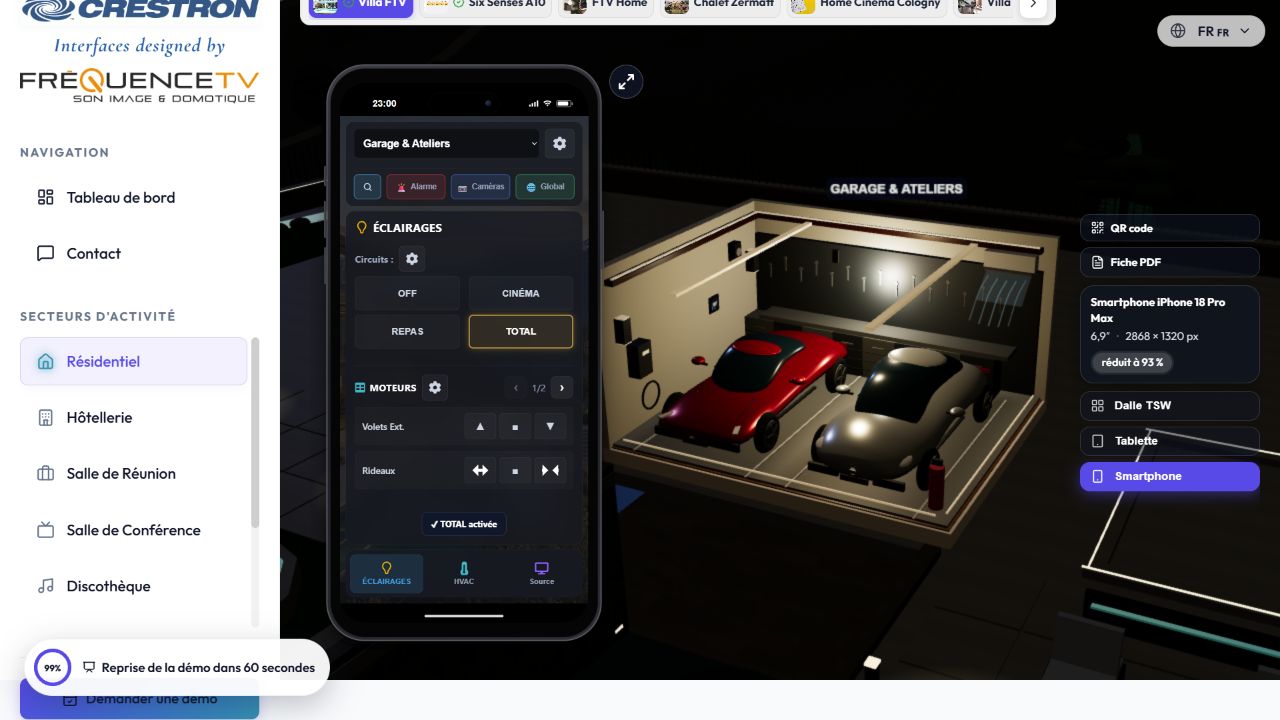 CRESTRON
Interfaces designed by
FRÉQUENCETV
SON IMAGE & DOMOTIQUE
NAVIGATION
Tableau de bord
Contact
SECTEURS D'ACTIVITÉ
Résidentiel
Hôtellerie
Salle de Réunion
Salle de Conférence
Discothèque
99%
Reprise de la démo dans 60 secondes
Demander une démo
Villa FTV
Six Senses A10
FTV Home
Chalet Zermatt
Home Cinema Cologny
Villa
FR FR
23:00
Garage & Ateliers
Alarme
Caméras
Global
ÉCLAIRAGES
Circuits :
OFF
CINÉMA
REPAS
TOTAL
MOTEURS
1/2
Volets Ext.
Rideaux
✓ TOTAL activée
ÉCLAIRAGES
HVAC
Source
GARAGE & ATELIERS
QR code
Fiche PDF
Smartphone iPhone 18 Pro
Max
6,9" · 2868 × 1320 px
réduit à 93 %
Dalle TSW
Tablette
Smartphone